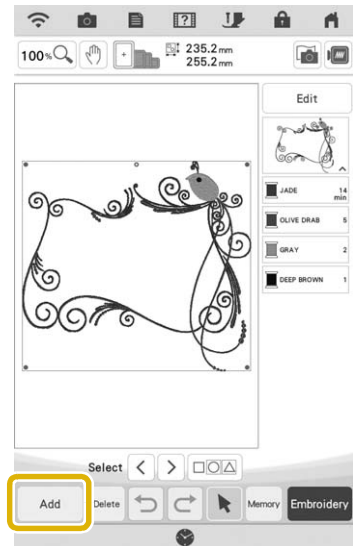 100% 235.2 mm
255.2 mm
Edit
JADE 14 min
OLIVE DRAB 5
GRAY 2
DEEP BROWN 1
Select
Add Delete Memory Embroidery